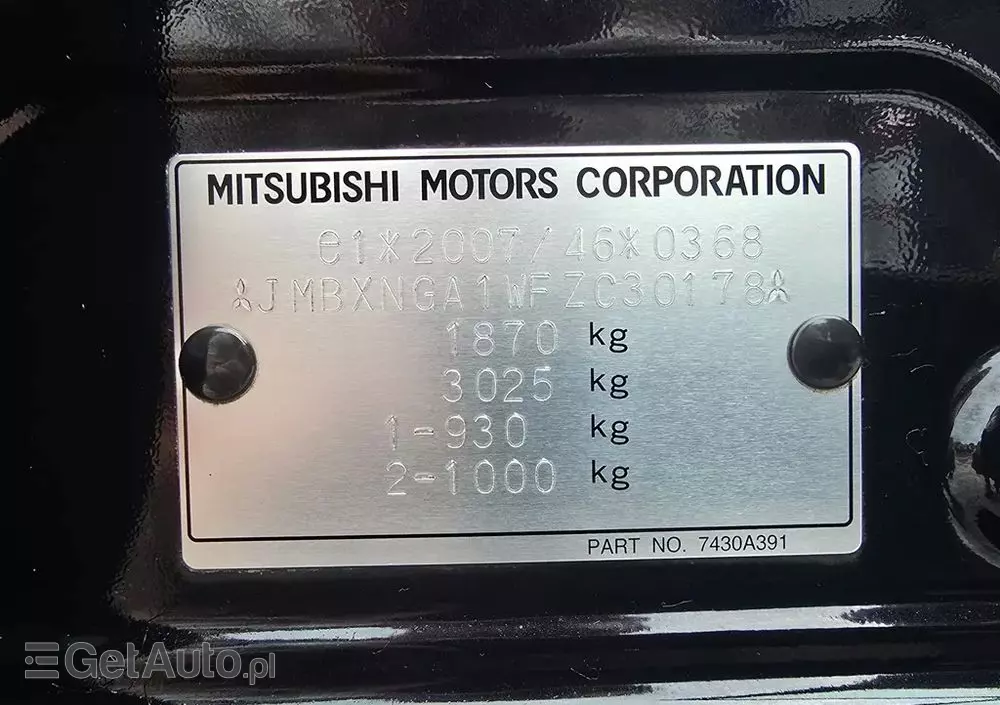 MITSUBISHI MOTORS CORPORATION
e1*2007/46*0368
JMBXNGA1WFZC30178
1870 kg
3025 kg
1-930 kg
2-1000 kg
PART NO. 7430A391
GetAuto.pl